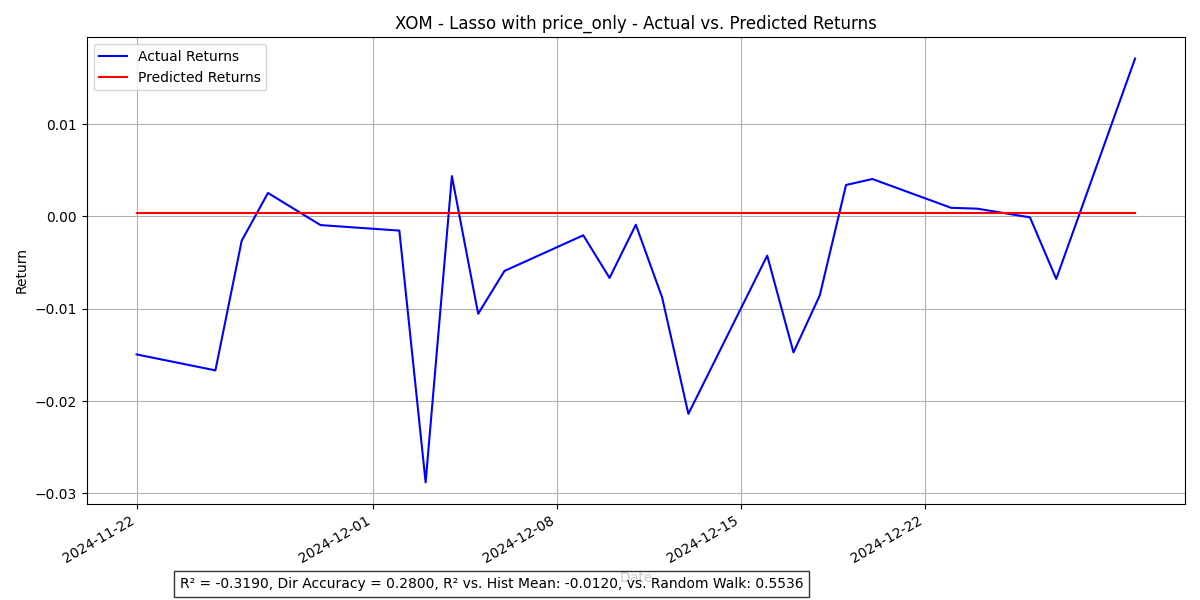 XOM - Lasso with price_only - Actual vs. Predicted Returns
Actual Returns
Predicted Returns
0.01
0.00
−0.01
−0.02
−0.03
Return
2024-11-22
2024-12-01
2024-12-08
2024-12-15
2024-12-22
Date
R² = -0.3190, Dir Accuracy = 0.2800, R² vs. Hist Mean: -0.0120, vs. Random Walk: 0.5536